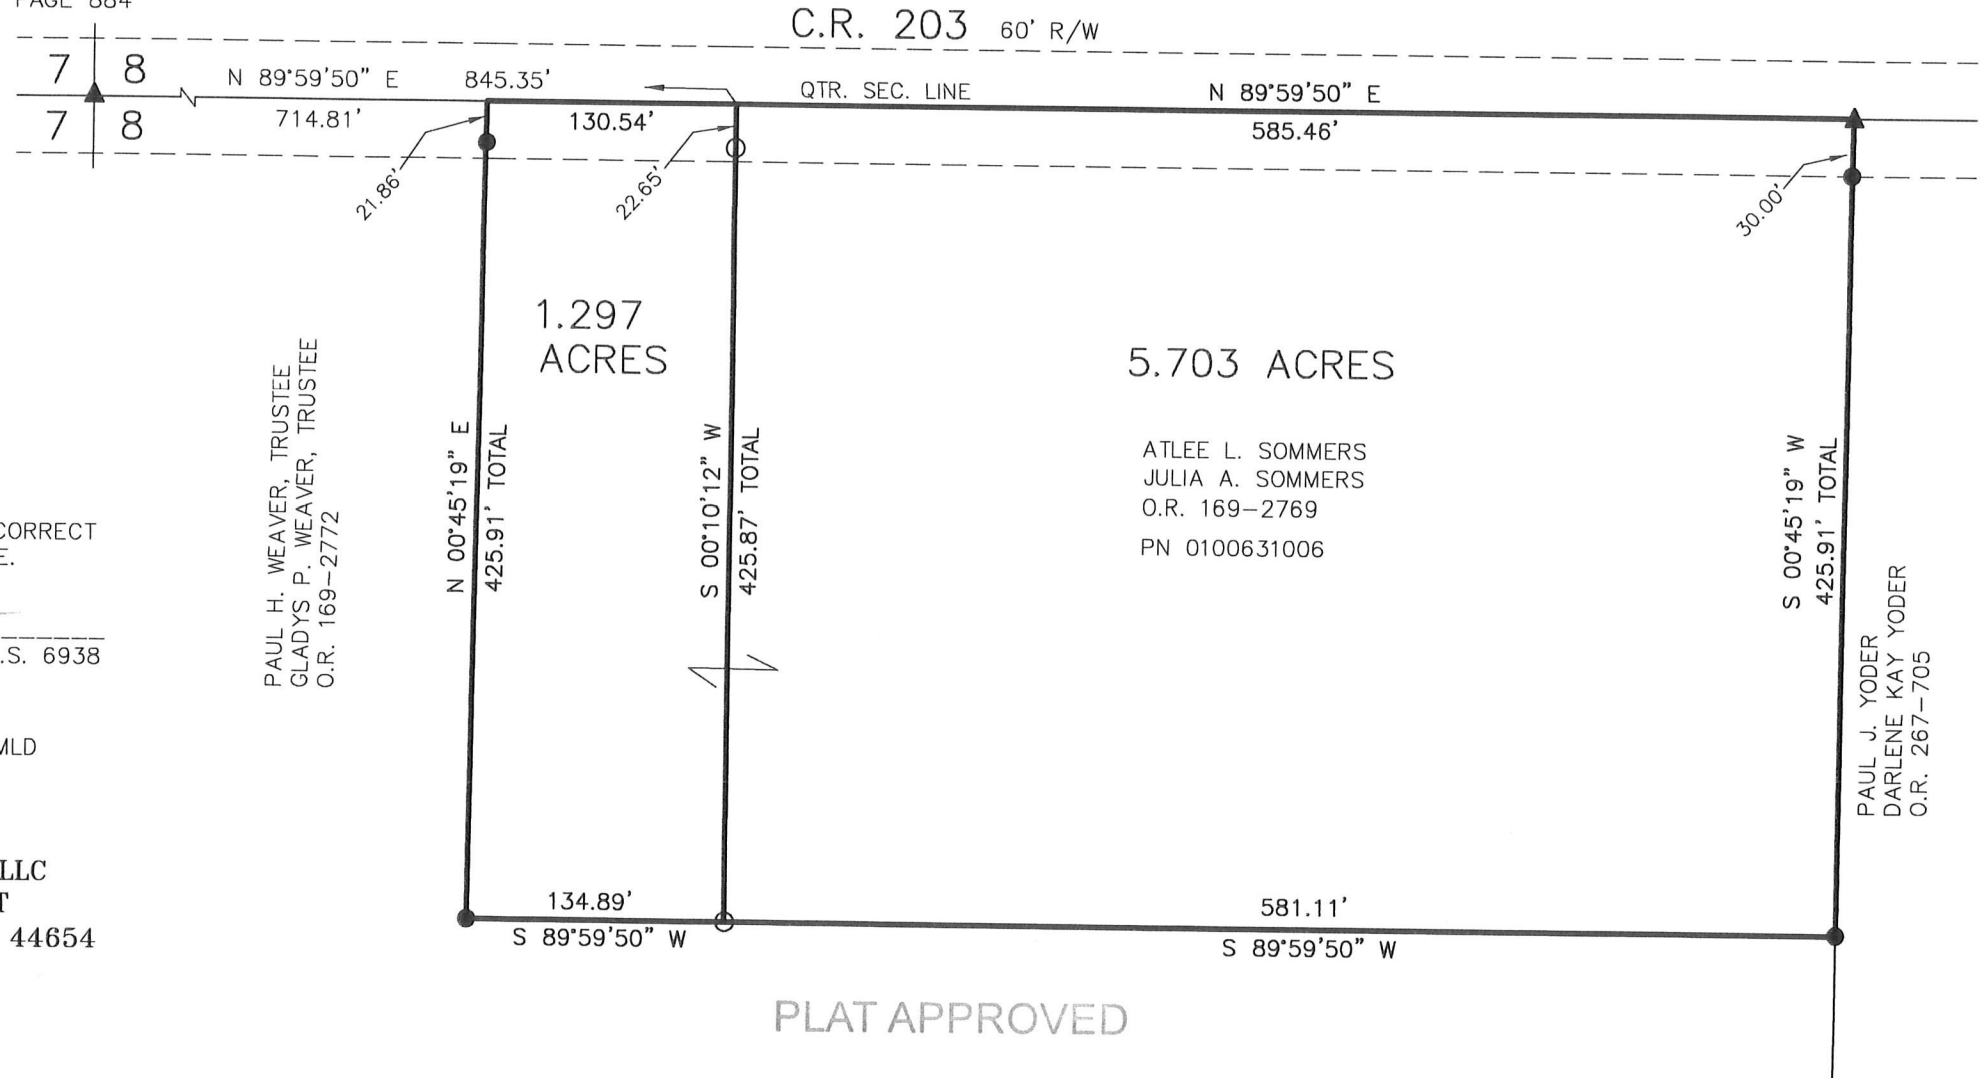 PAGE 884
C.R. 203 60' R/W
7 8
N 89°59'50" E 845.35'
QTR. SEC. LINE
N 89°59'50" E
7 8
714.81'
130.54'
585.46'
21.86'
22.65'
30.00'
1.297
ACRES
5.703 ACRES
ATLEE L. SOMMERS
JULIA A. SOMMERS
O.R. 169-2769
PN 0100631006
PAUL H. WEAVER, TRUSTEE
GLADYS P. WEAVER, TRUSTEE
O.R. 169-2772
N 00°45'19" E
425.91' TOTAL
S 00°10'12" W
425.87' TOTAL
S 00°45'19" W
425.91' TOTAL
PAUL J. YODER
DARLENE KAY YODER
O.R. 267-705
CORRECT
E.
.S. 6938
MLD
LLC
T
44654
134.89'
S 89°59'50" W
581.11'
S 89°59'50" W
PLAT APPROVED